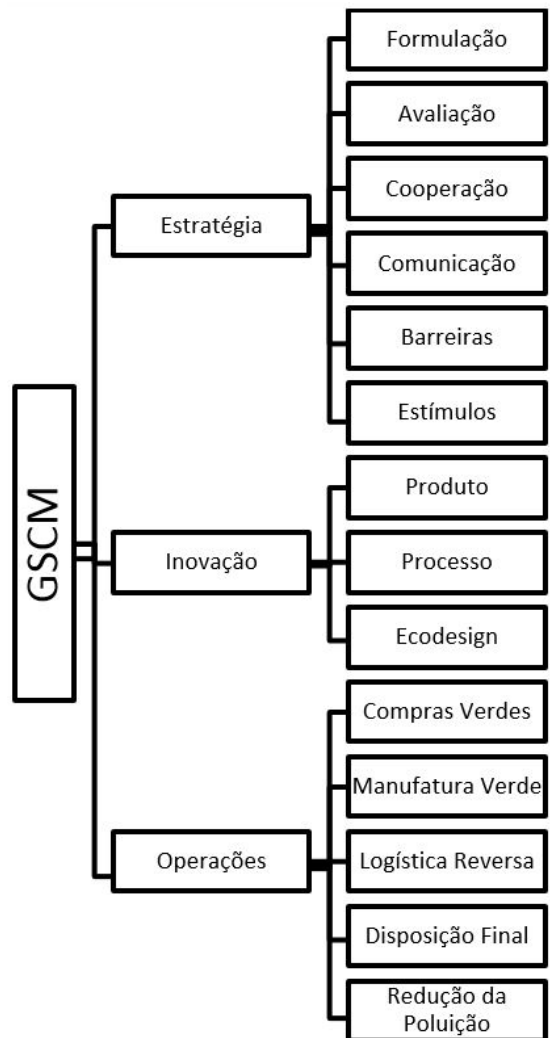 GSCM
Estratégia
Formulação
Avaliação
Cooperação
Comunicação
Barreiras
Estímulos
Inovação
Produto
Processo
Ecodesign
Operações
Compras Verdes
Manufatura Verde
Logística Reversa
Disposição Final
Redução da
Poluição